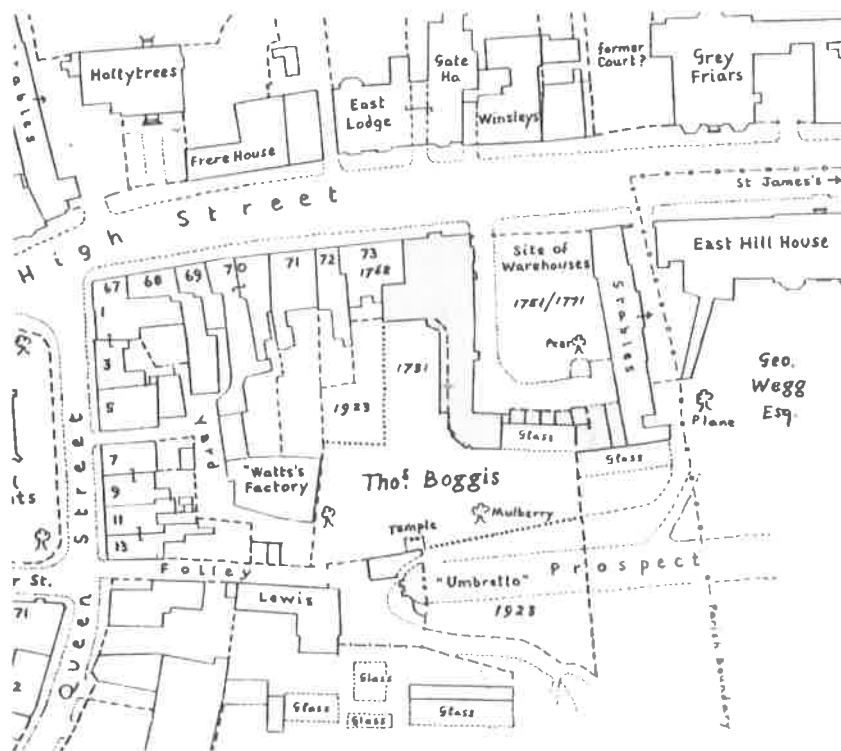 Hollytrees
Frere House
East
Lodge
Gate
Ho
Winsleys
former
Court?
Grey
Friars
High Street
St James's
East Hill House
67
68
69
70
71
72
73
1768
1
3
5
7
9
11
13
Yard
1781
1923
Site of
Warehouses
1751/1771
Pear
Stables
Geo.
Wegg
Esq.
Plane
Glass
Glass
"Watts's
Factory
Thos. Boggis
Mulberry
Temple
"Umbrello"
1923
Prospect
Parish Boundary
Folley
Lewis
Queen Street
71
2
Glass
Glass
Glass
Glass